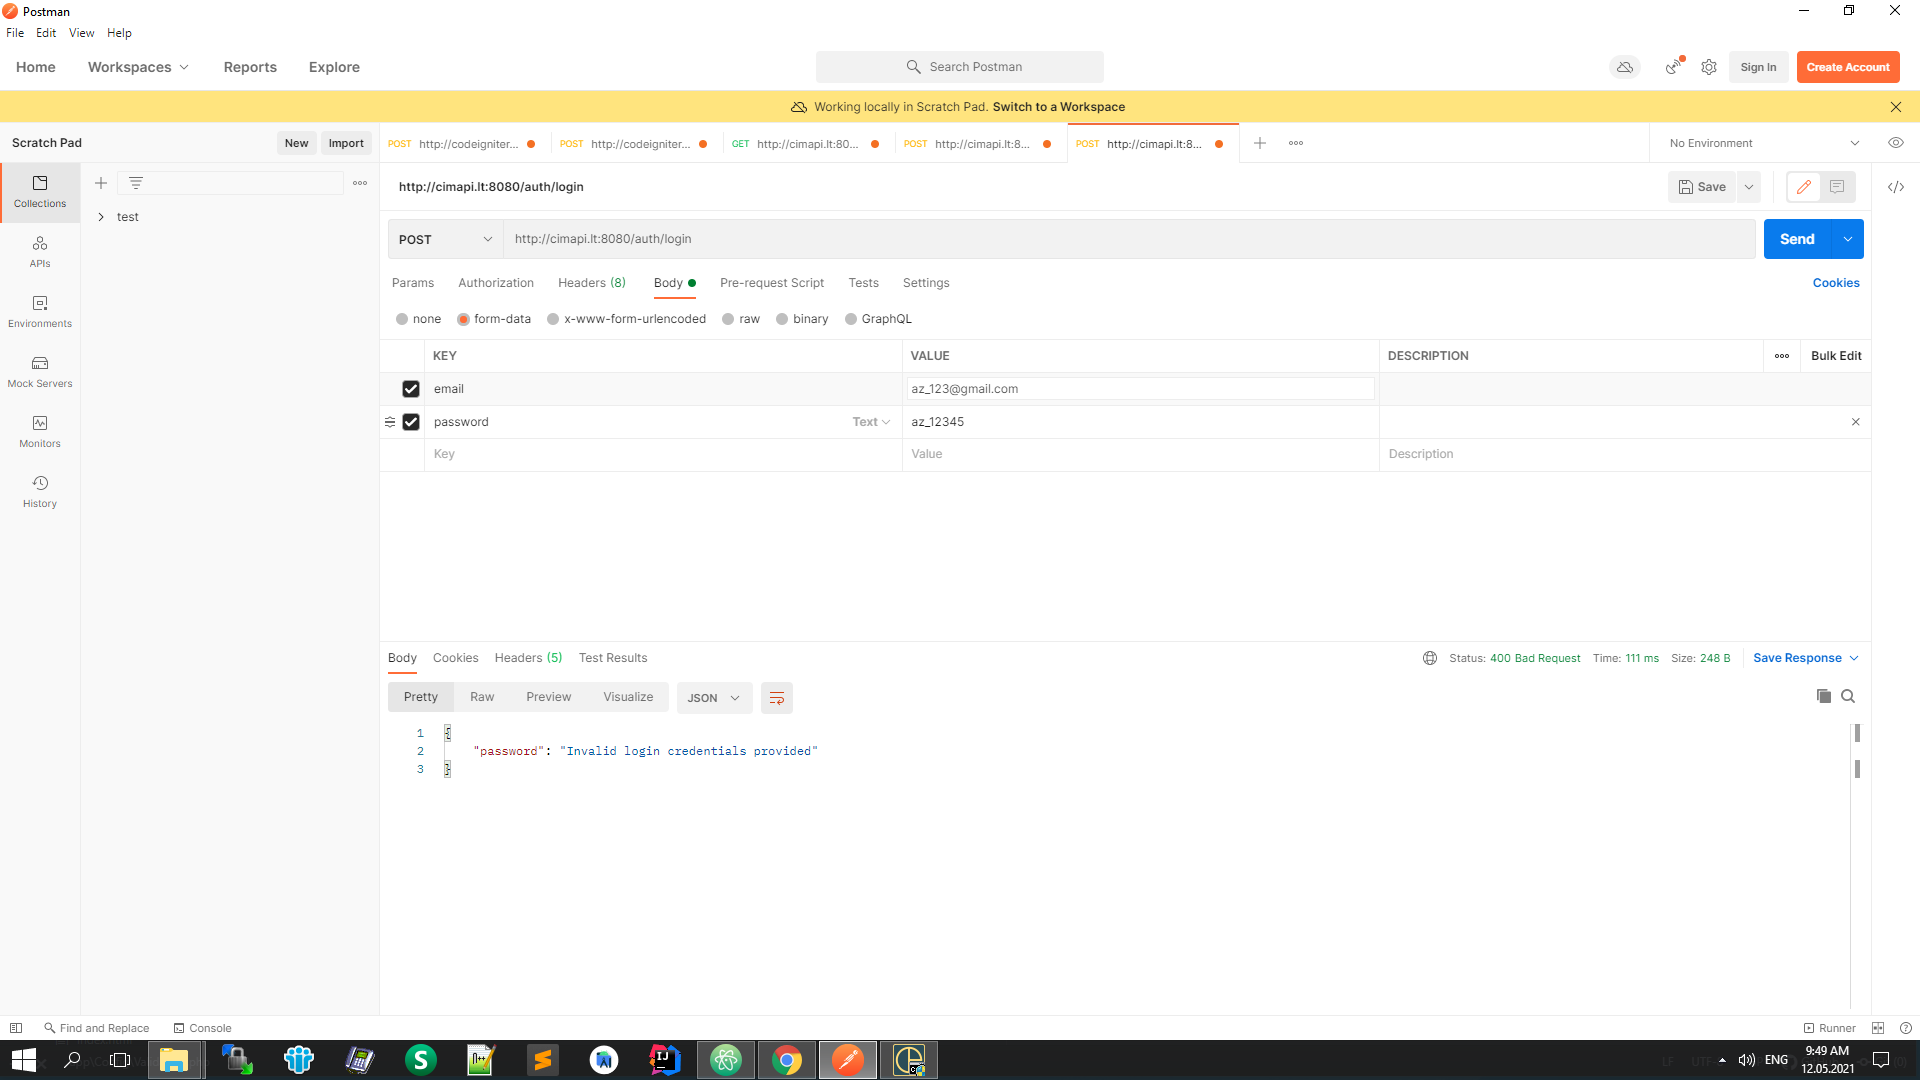 Postman
File Edit View Help
Home Workspaces Reports Explore Search Postman Sign In Create Account
Working locally in Scratch Pad. Switch to a Workspace
Scratch Pad New Import POST http://codeigniter... POST http://codeigniter... GET http://cimapi.lt:80... POST http://cimapi.lt:8... POST http://cimapi.lt:8... No Environment
Collections
APIs
Environments
Mock Servers
Monitors
History
test
http://cimapi.lt:8080/auth/login Save
POST http://cimapi.lt:8080/auth/login Send
Params Authorization Headers (8) Body Pre-request Script Tests Settings Cookies
none form-data x-www-form-urlencoded raw binary GraphQL
KEY VALUE DESCRIPTION Bulk Edit
email az_123@gmail.com
password Text az_12345
Key Value Description
Body Cookies Headers (5) Test Results Status: 400 Bad Request Time: 111 ms Size: 248 B Save Response
Pretty Raw Preview Visualize JSON
1 {
2 "password": "Invalid login credentials provided"
3 }
Find and Replace Console Runner
ENG 9:49 AM
12.05.2021